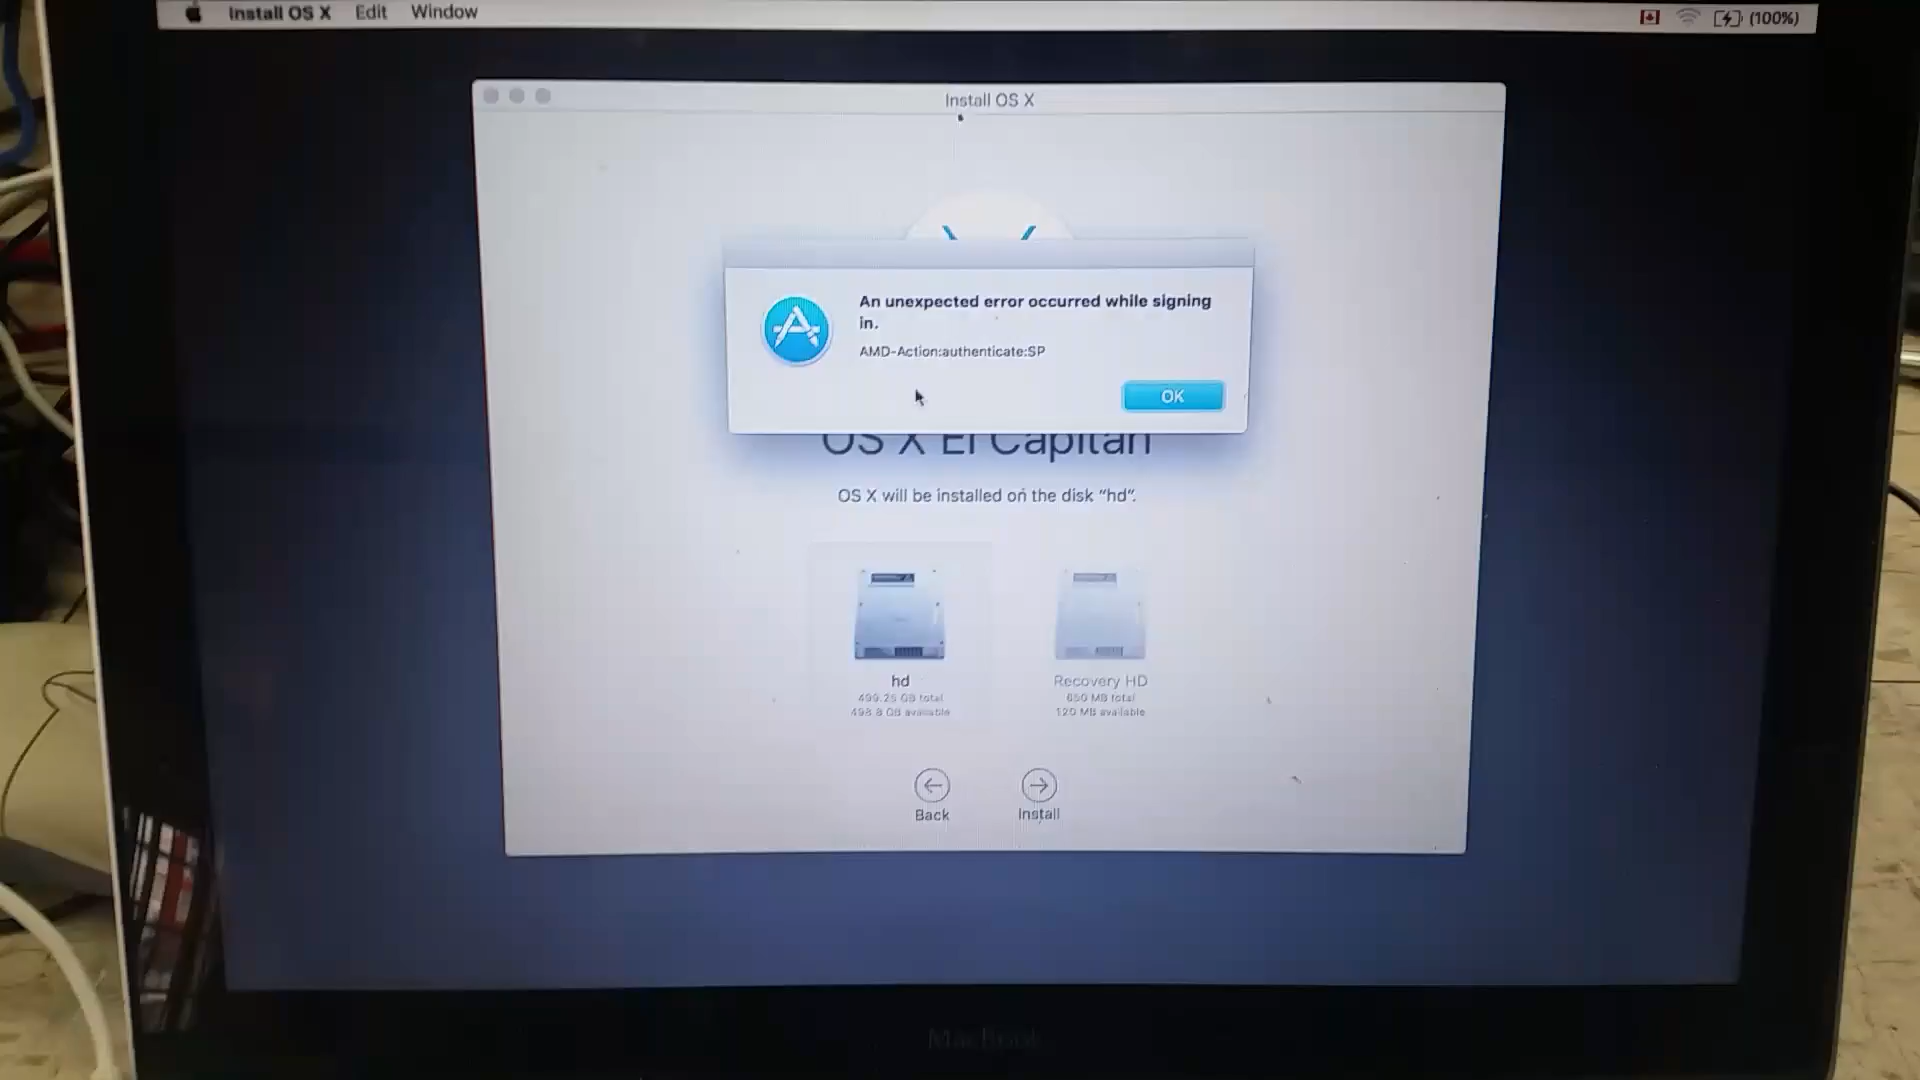 Install OS X Edit Window (100%)
Install OS X
An unexpected error occurred while signing
in.
AMD-Action:authenticate:SP
OK
OS X El Capitan
OS X will be installed on the disk "hd".
hd
499.25 GB total
498.8 GB available
Recovery HD
650 MB total
120 MB available
Back
Install
MacBook